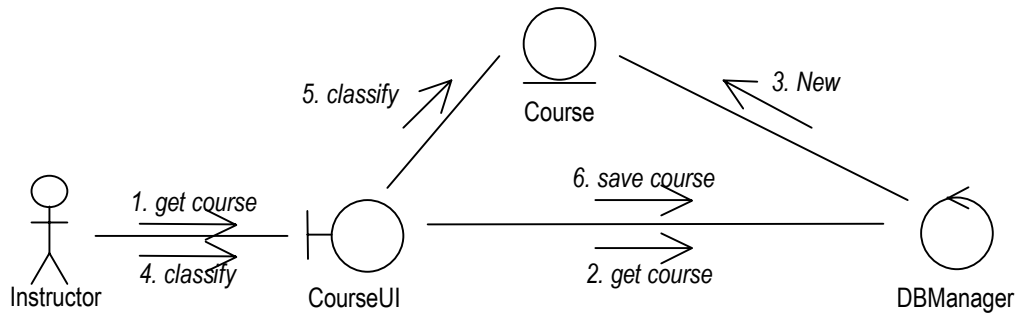 3. New
5. classify
Course
6. save course
1. get course
4. classify
2. get course
Instructor
CourseUI
DBManager